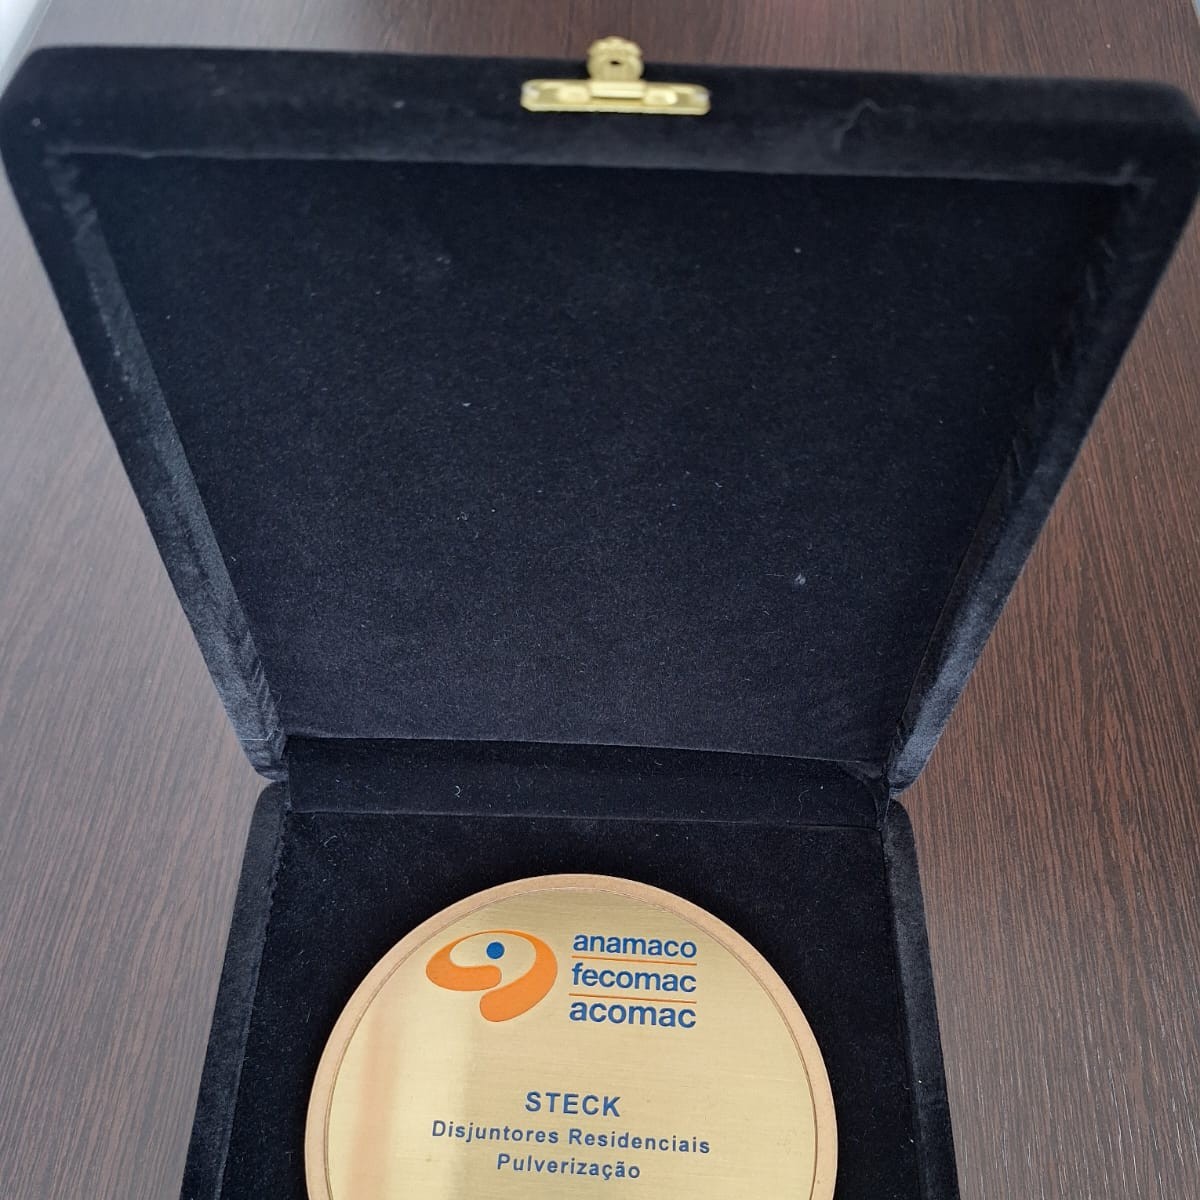 anamaco
fecomac
acomac
STECK
Disjuntores Residenciais
Pulverização